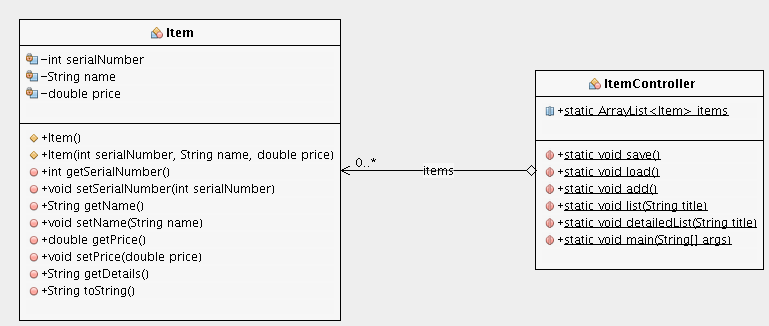 Item
-int serialNumber
-String name
-double price
+Item()
+Item(int serialNumber, String name, double price)
+int getSerialNumber()
+void setSerialNumber(int serialNumber)
+String getName()
+void setName(String name)
+double getPrice()
+void setPrice(double price)
+String getDetails()
+String toString()
0..*
items
ItemController
+static ArrayList<Item> items
+static void save()
+static void load()
+static void add()
+static void list(String title)
+static void detailedList(String title)
+static void main(String[] args)